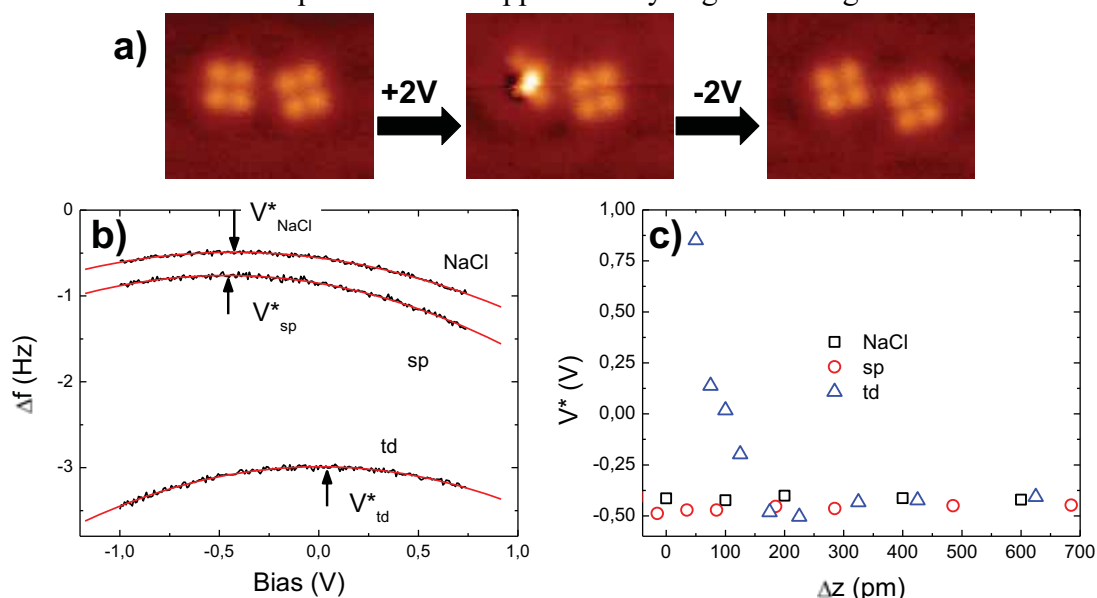 a)
+2V
-2V
b)
V*NaCl
NaCl
V*sp
sp
td
V*td
0
-1
-2
-3
Δf (Hz)
-1,0
-0,5
0,0
0,5
1,0
Bias (V)
c)
1,00
0,75
0,50
0,25
0,00
-0,25
-0,50
V* (V)
NaCl
sp
td
0
100
200
300
400
500
600
700
Δz (pm)